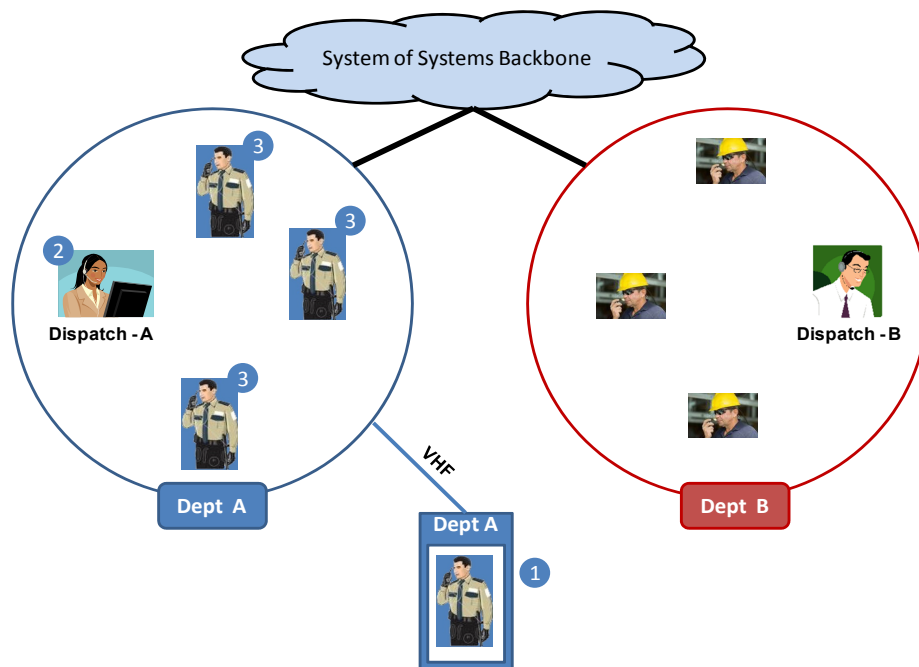 System of Systems Backbone
3
3
2
Dispatch - A
Dispatch - B
3
VHF
Dept A
Dept B
Dept A
1